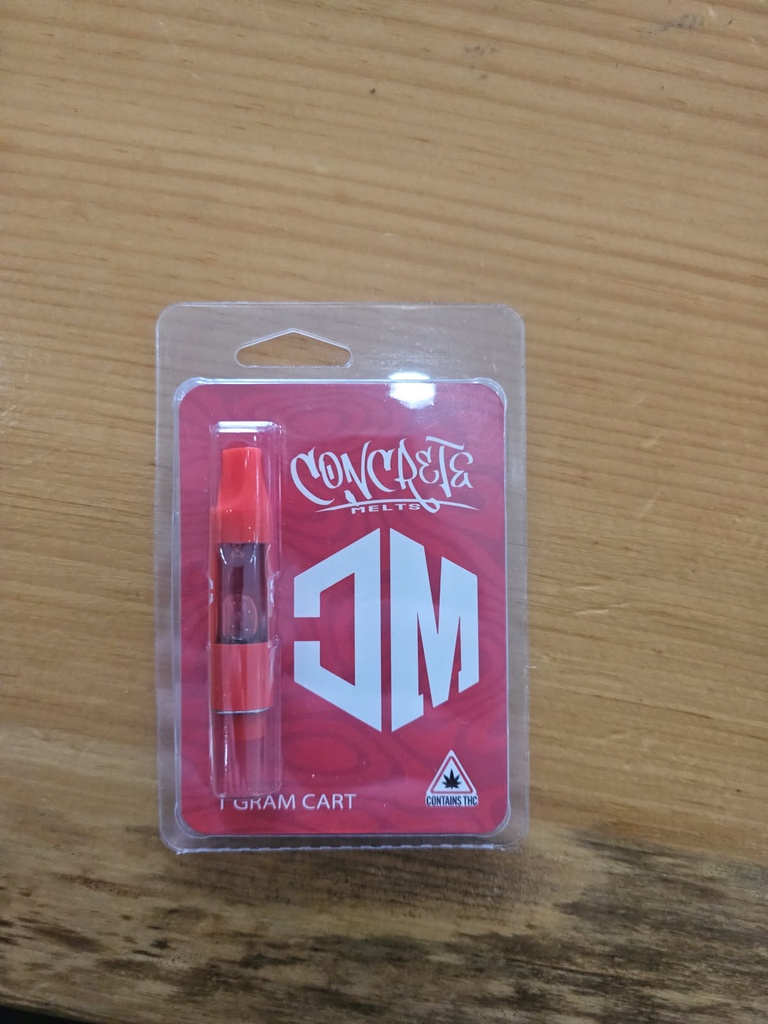 CONCRETE
MELTS
CM
1 GRAM CART
CONTAINS THC